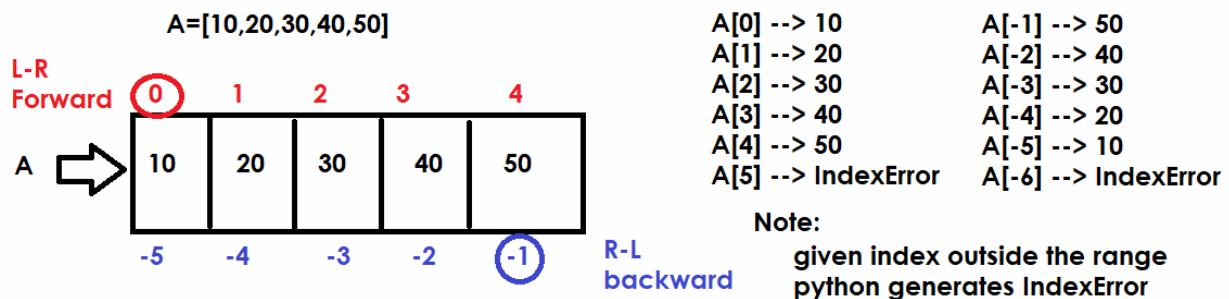 A=[10,20,30,40,50]
L-R
Forward
0 1 2 3 4
A 10 20 30 40 50
-5 -4 -3 -2 -1
R-L
backward
A[0] --> 10 A[-1] --> 50
A[1] --> 20 A[-2] --> 40
A[2] --> 30 A[-3] --> 30
A[3] --> 40 A[-4] --> 20
A[4] --> 50 A[-5] --> 10
A[5] --> IndexError A[-6] --> IndexError
Note:
given index outside the range
python generates IndexError